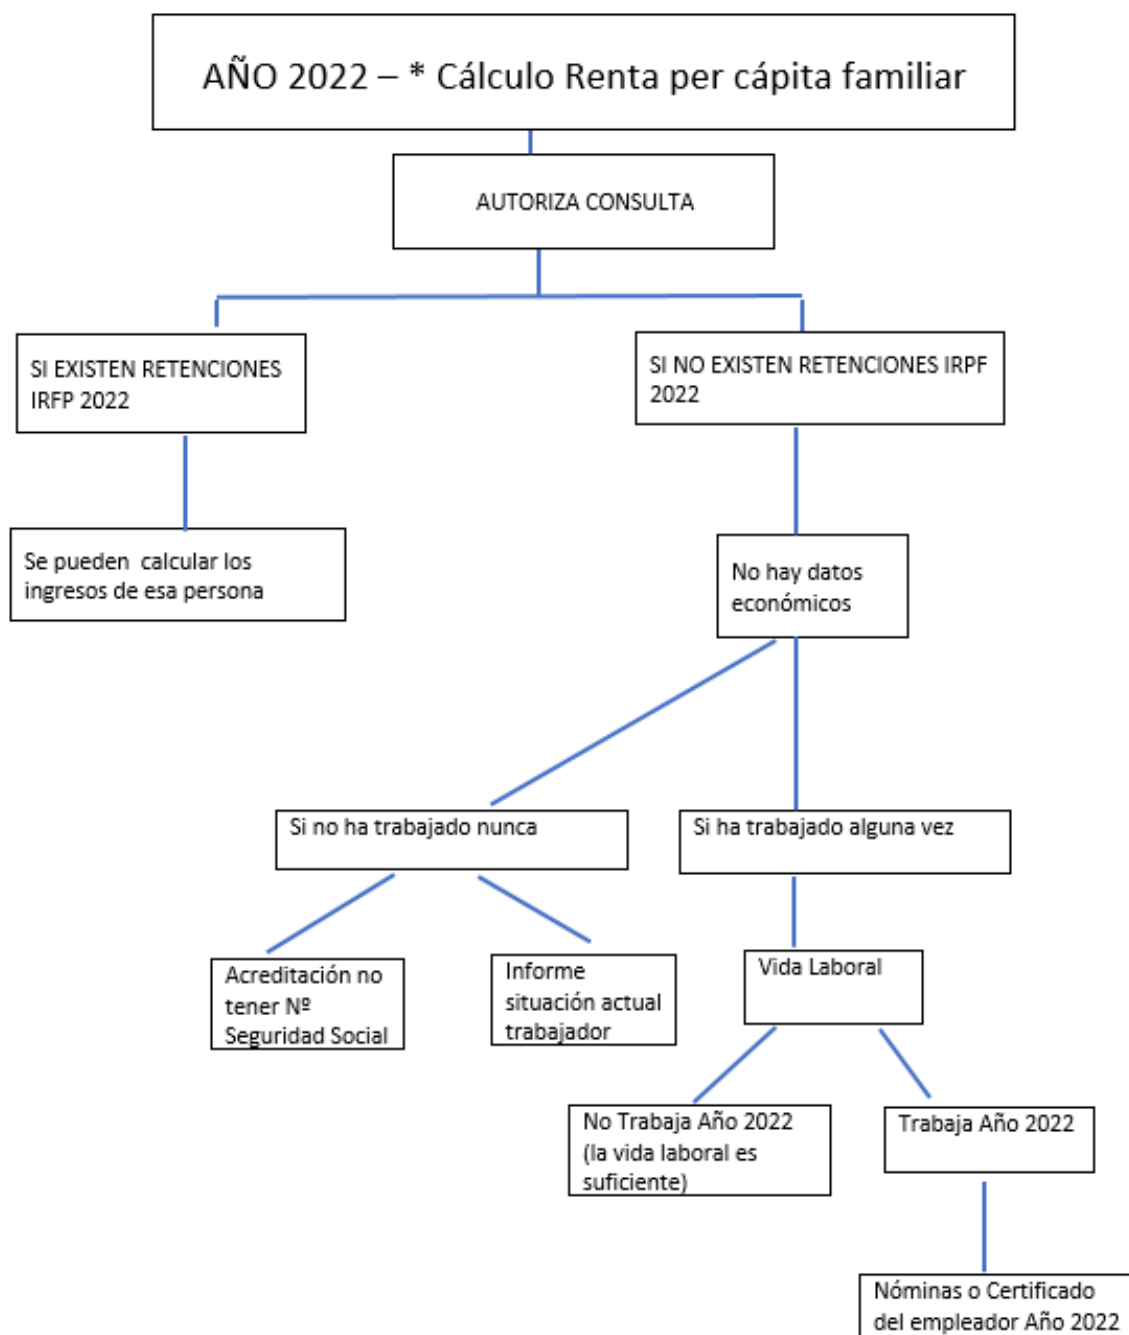 AÑO 2022 – * Cálculo Renta per cápita familiar
AUTORIZA CONSULTA
SI EXISTEN RETENCIONES
IRFP 2022
SI NO EXISTEN RETENCIONES IRPF
2022
Se pueden calcular los
ingresos de esa persona
No hay datos
económicos
Si no ha trabajado nunca
Si ha trabajado alguna vez
Acreditación no
tener Nº
Seguridad Social
Informe
situación actual
trabajador
Vida Laboral
No Trabaja Año 2022
(la vida laboral es
suficiente)
Trabaja Año 2022
Nóminas o Certificado
del empleador Año 2022